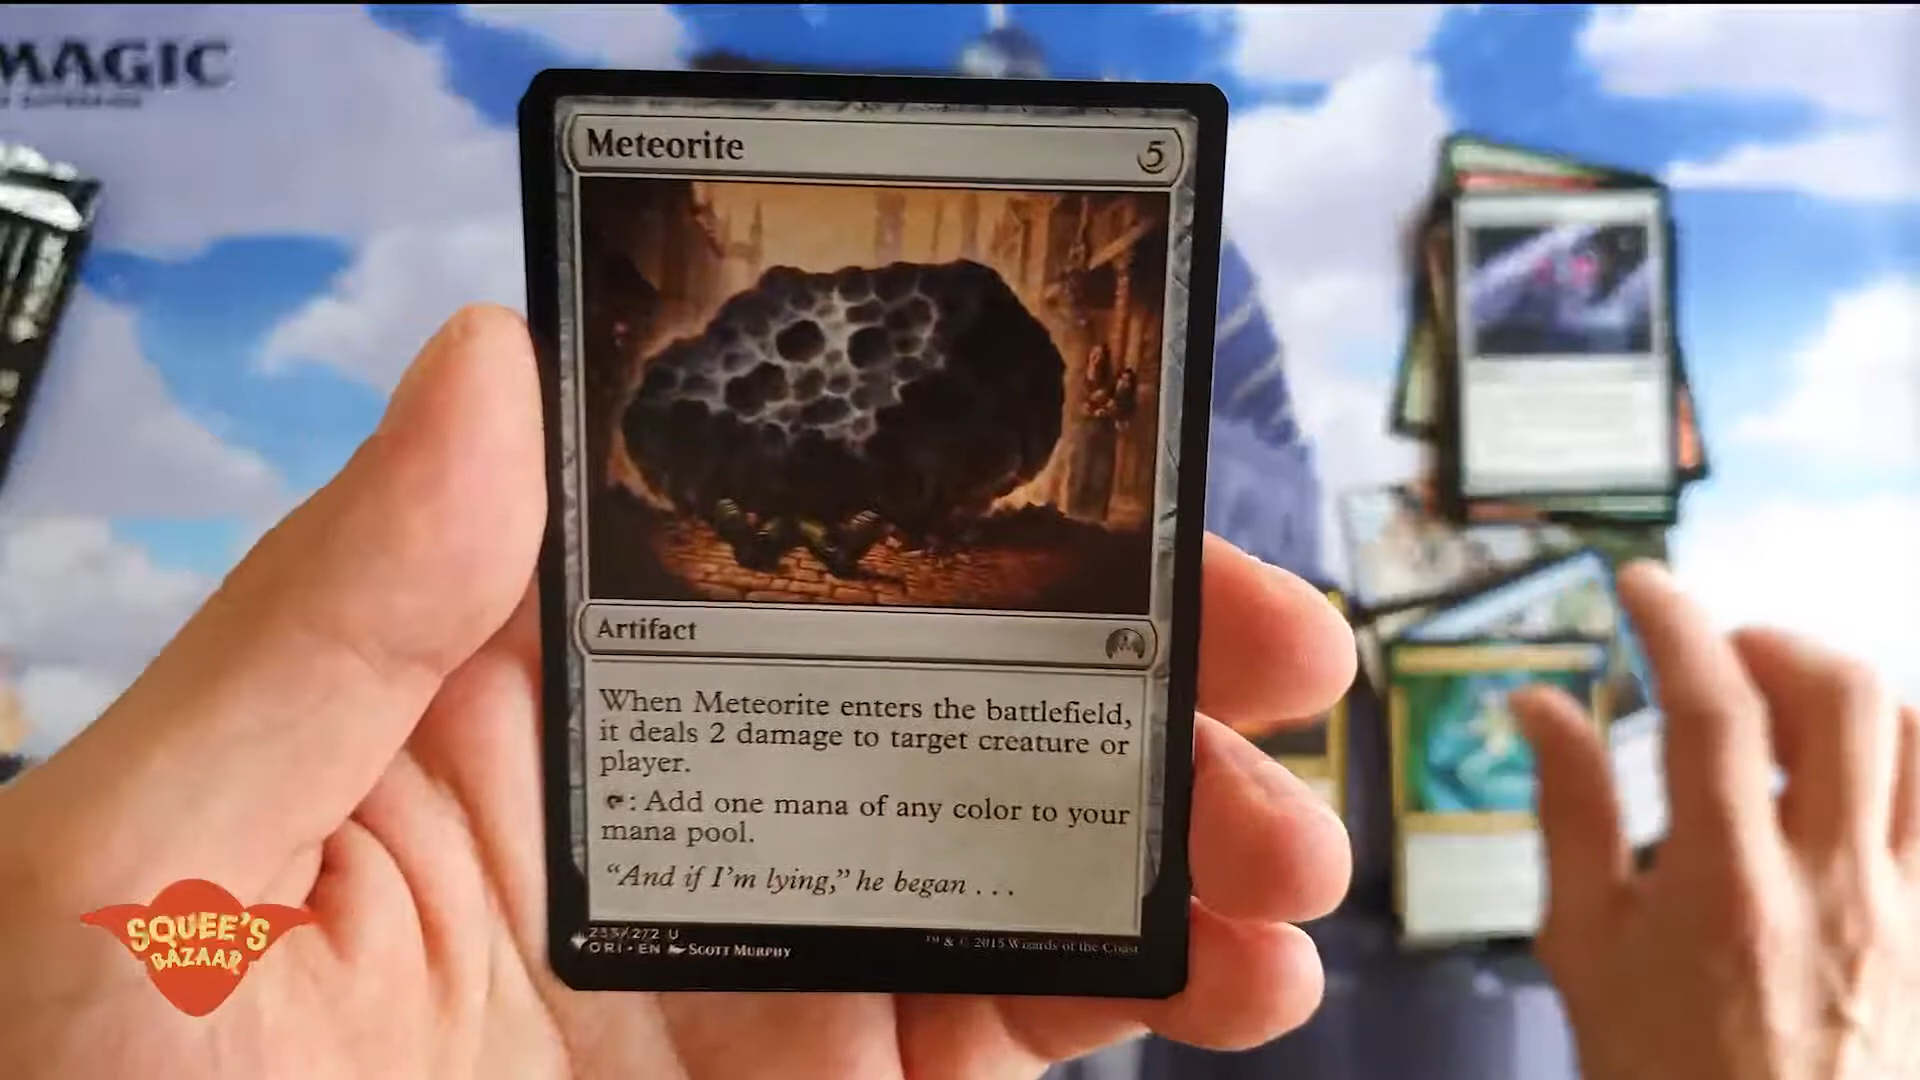 MAGIC
Meteorite
5
Artifact
When Meteorite enters the battlefield,
it deals 2 damage to target creature or
player.
: Add one mana of any color to your
mana pool.
“And if I’m lying,” he began . . .
233/272 U
ORI • EN Scott Murphy
™ & © 2015 Wizards of the Coast
SQUEE'S
BAZAAR